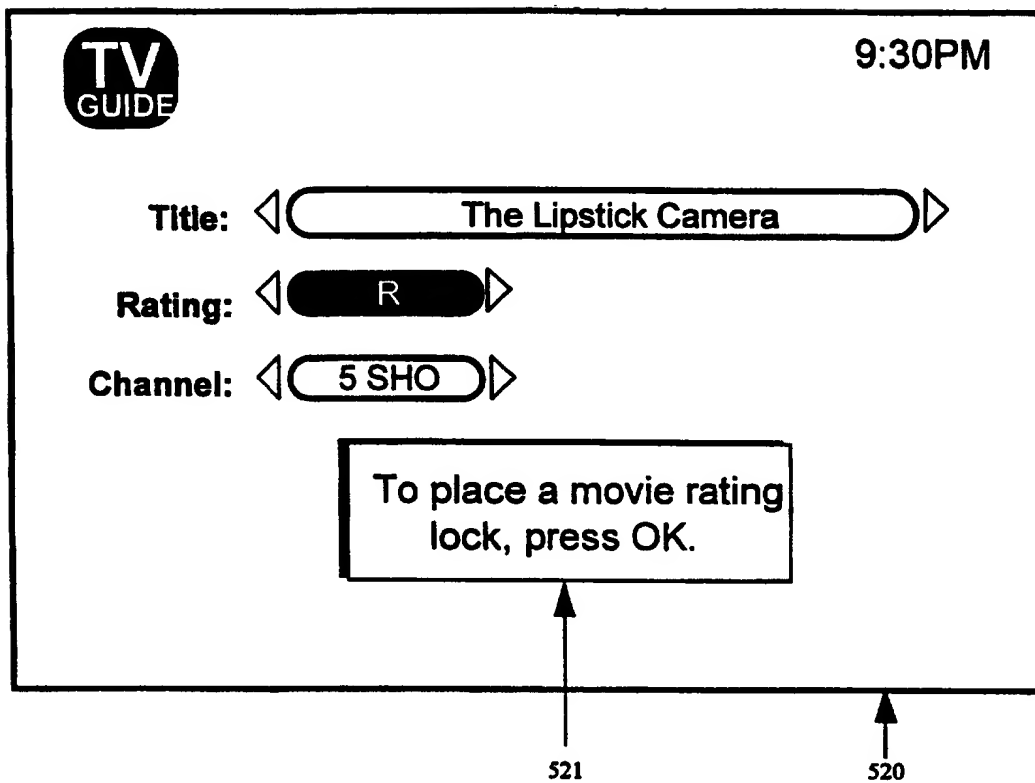 TV
GUIDE
9:30PM
Title: The Lipstick Camera
Rating: R
Channel: 5 SHO
To place a movie rating
lock, press OK.
521
520